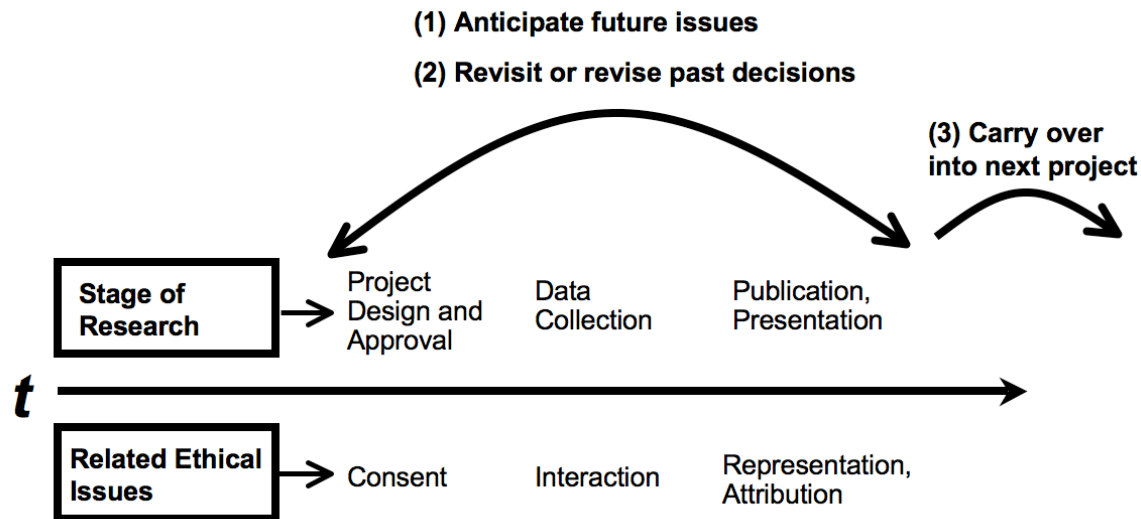 (1) Anticipate future issues
(2) Revisit or revise past decisions
(3) Carry over
into next project
Stage of
Research
Project
Design and
Approval
Data
Collection
Publication,
Presentation
t
Related Ethical
Issues
Consent
Interaction
Representation,
Attribution